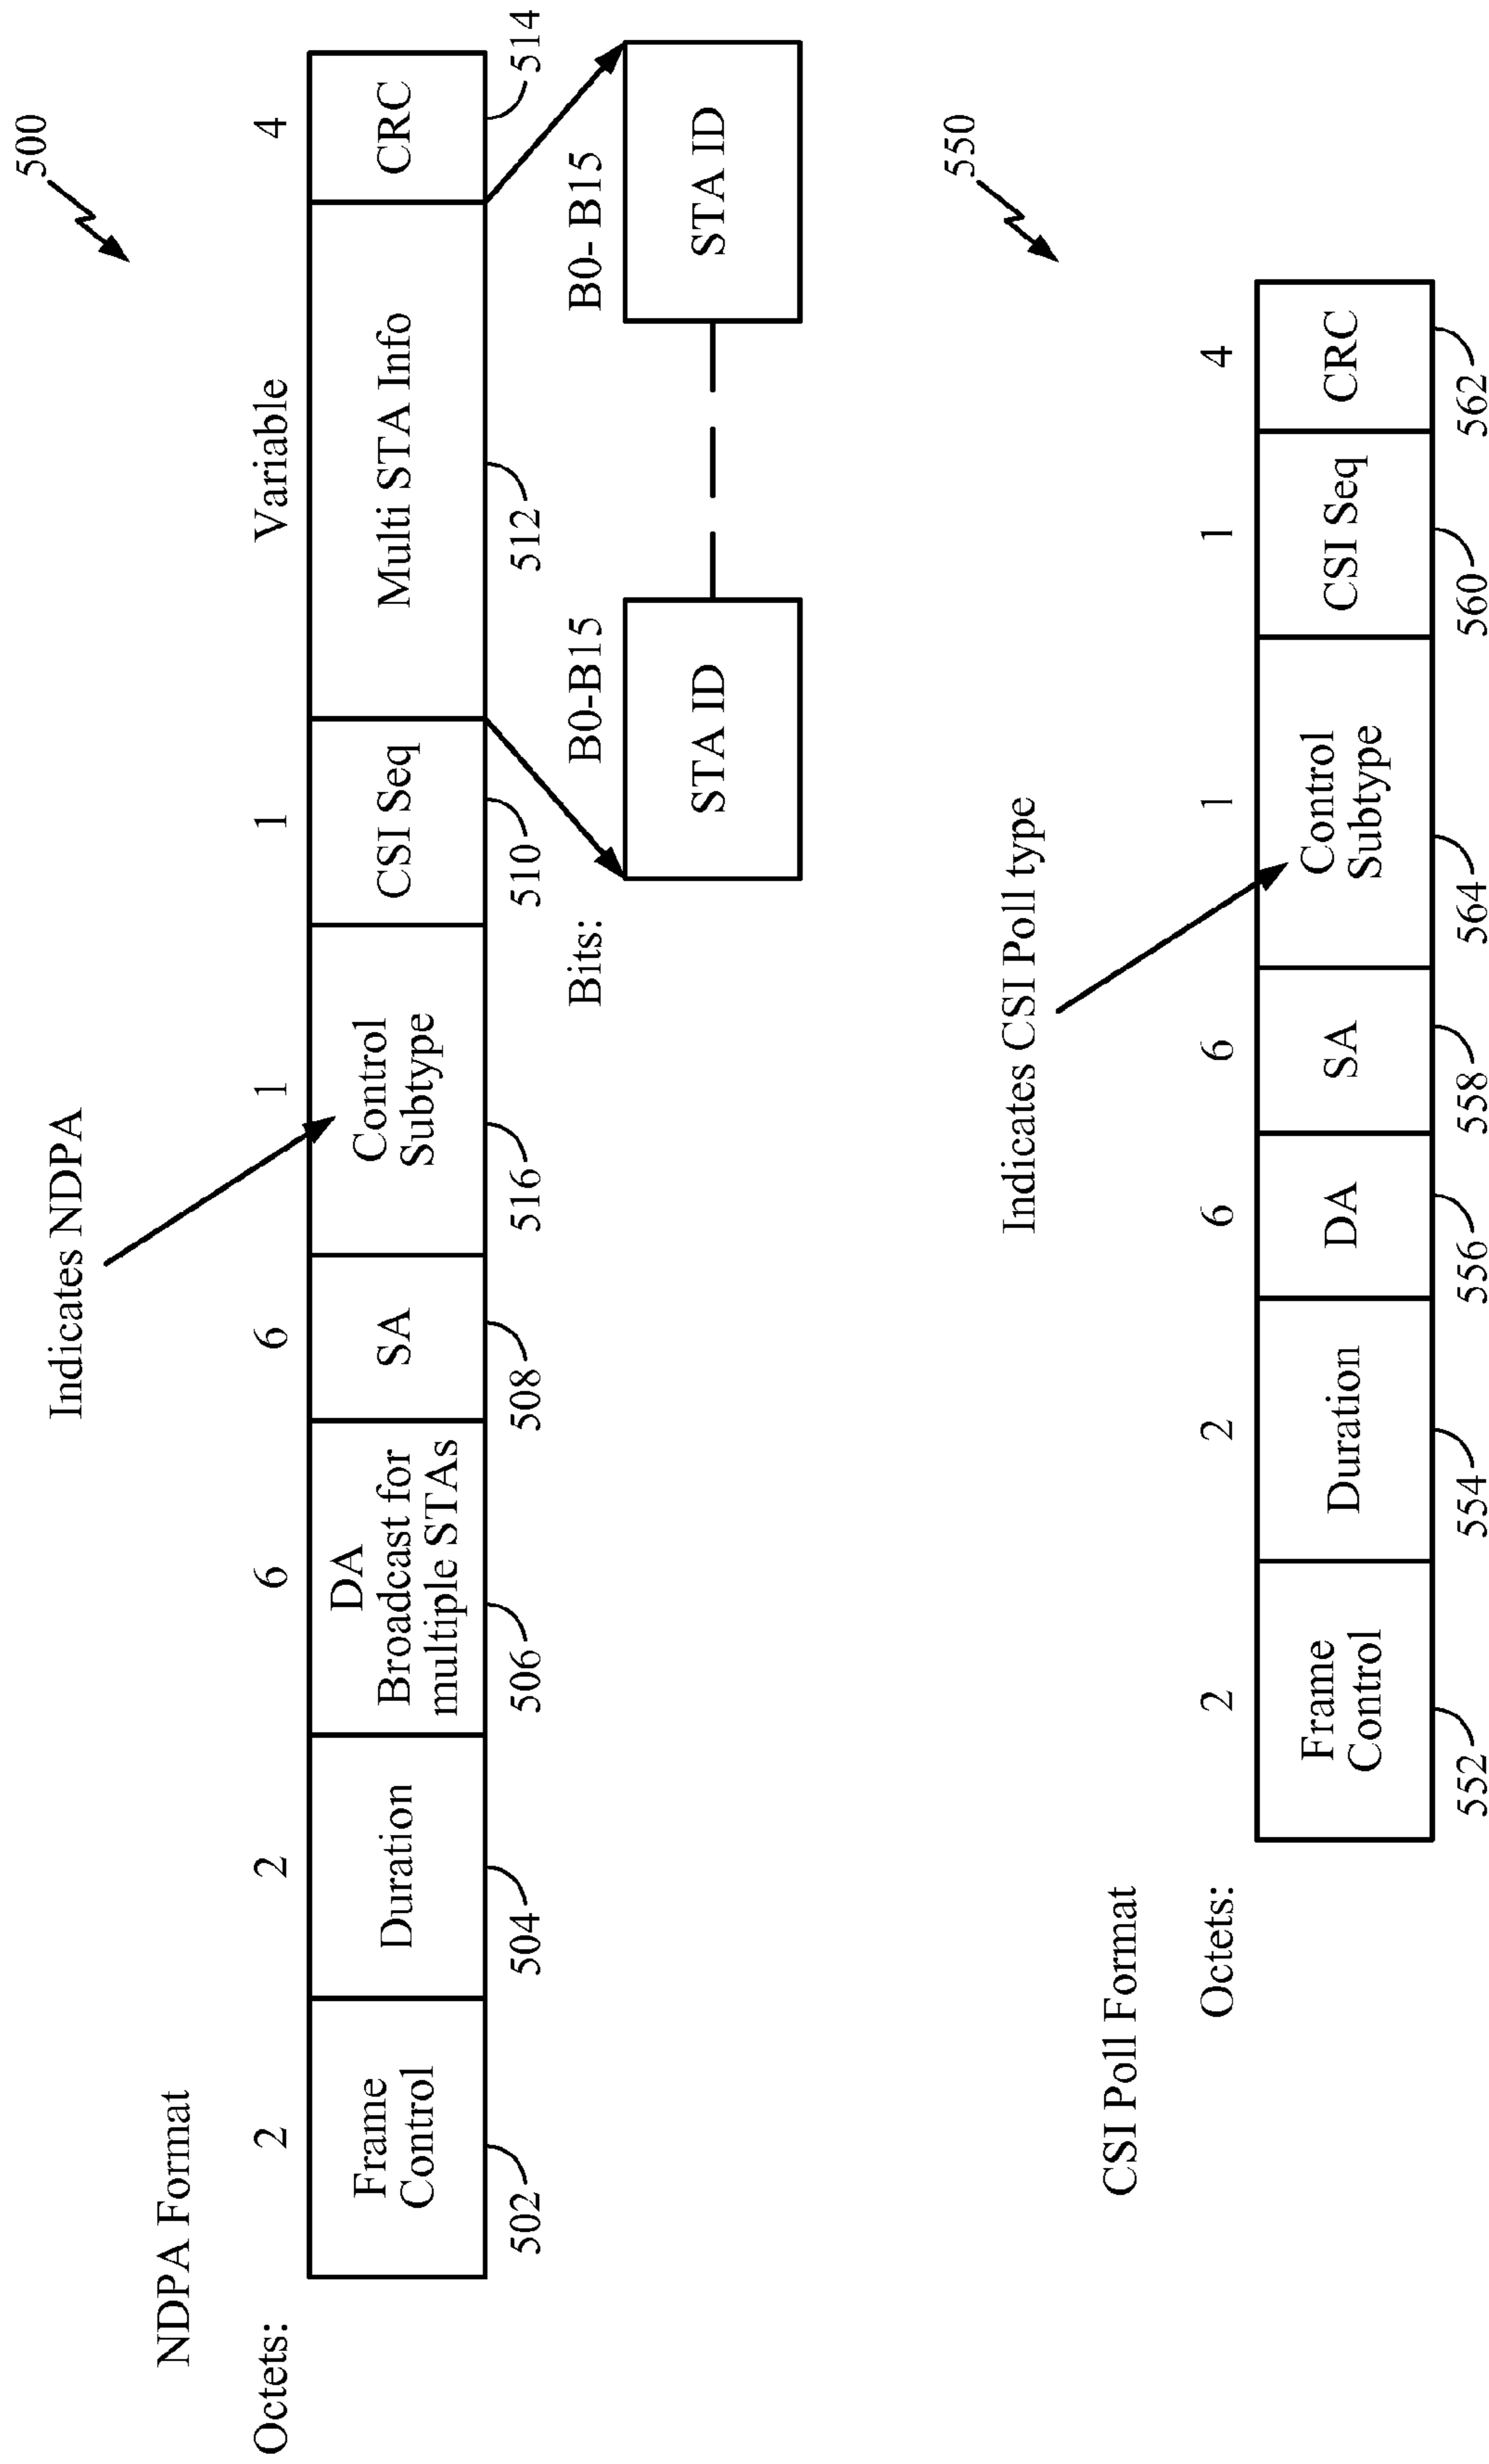 500
Indicates NDPA
NDPA Format
Octets:
2
2
6
6
1
1
Variable
4
Frame
Control
Duration
DA
Broadcast for
multiple STAs
SA
Control
Subtype
CSI Seq
Multi STA Info
CRC
502
504
506
508
516
510
512
514
Bits:
B0-B15
B0- B15
STA ID
STA ID
550
Indicates CSI Poll type
CSI Poll Format
Octets:
2
2
6
6
1
1
4
Frame
Control
Duration
DA
SA
Control
Subtype
CSI Seq
CRC
552
554
556
558
564
560
562